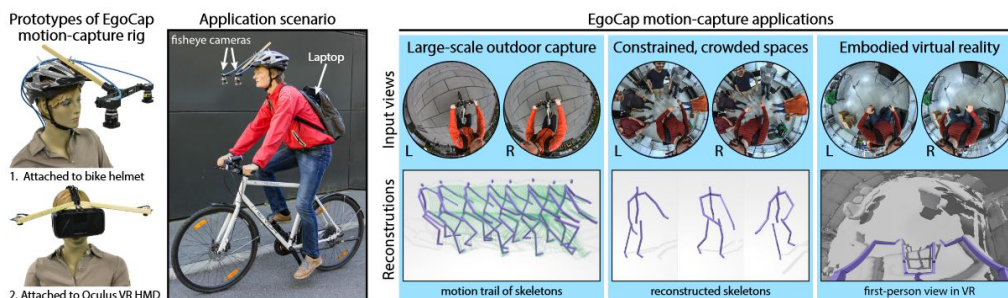 Prototypes of EgoCap
motion-capture rig
1. Attached to bike helmet
2. Attached to Oculus VR HMD
Application scenario
fisheye cameras
Laptop
EgoCap motion-capture applications
Large-scale outdoor capture
Constrained, crowded spaces
Embodied virtual reality
Input views
L
R
L
R
L
R
Reconstrutions
motion trail of skeletons
reconstructed skeletons
first-person view in VR